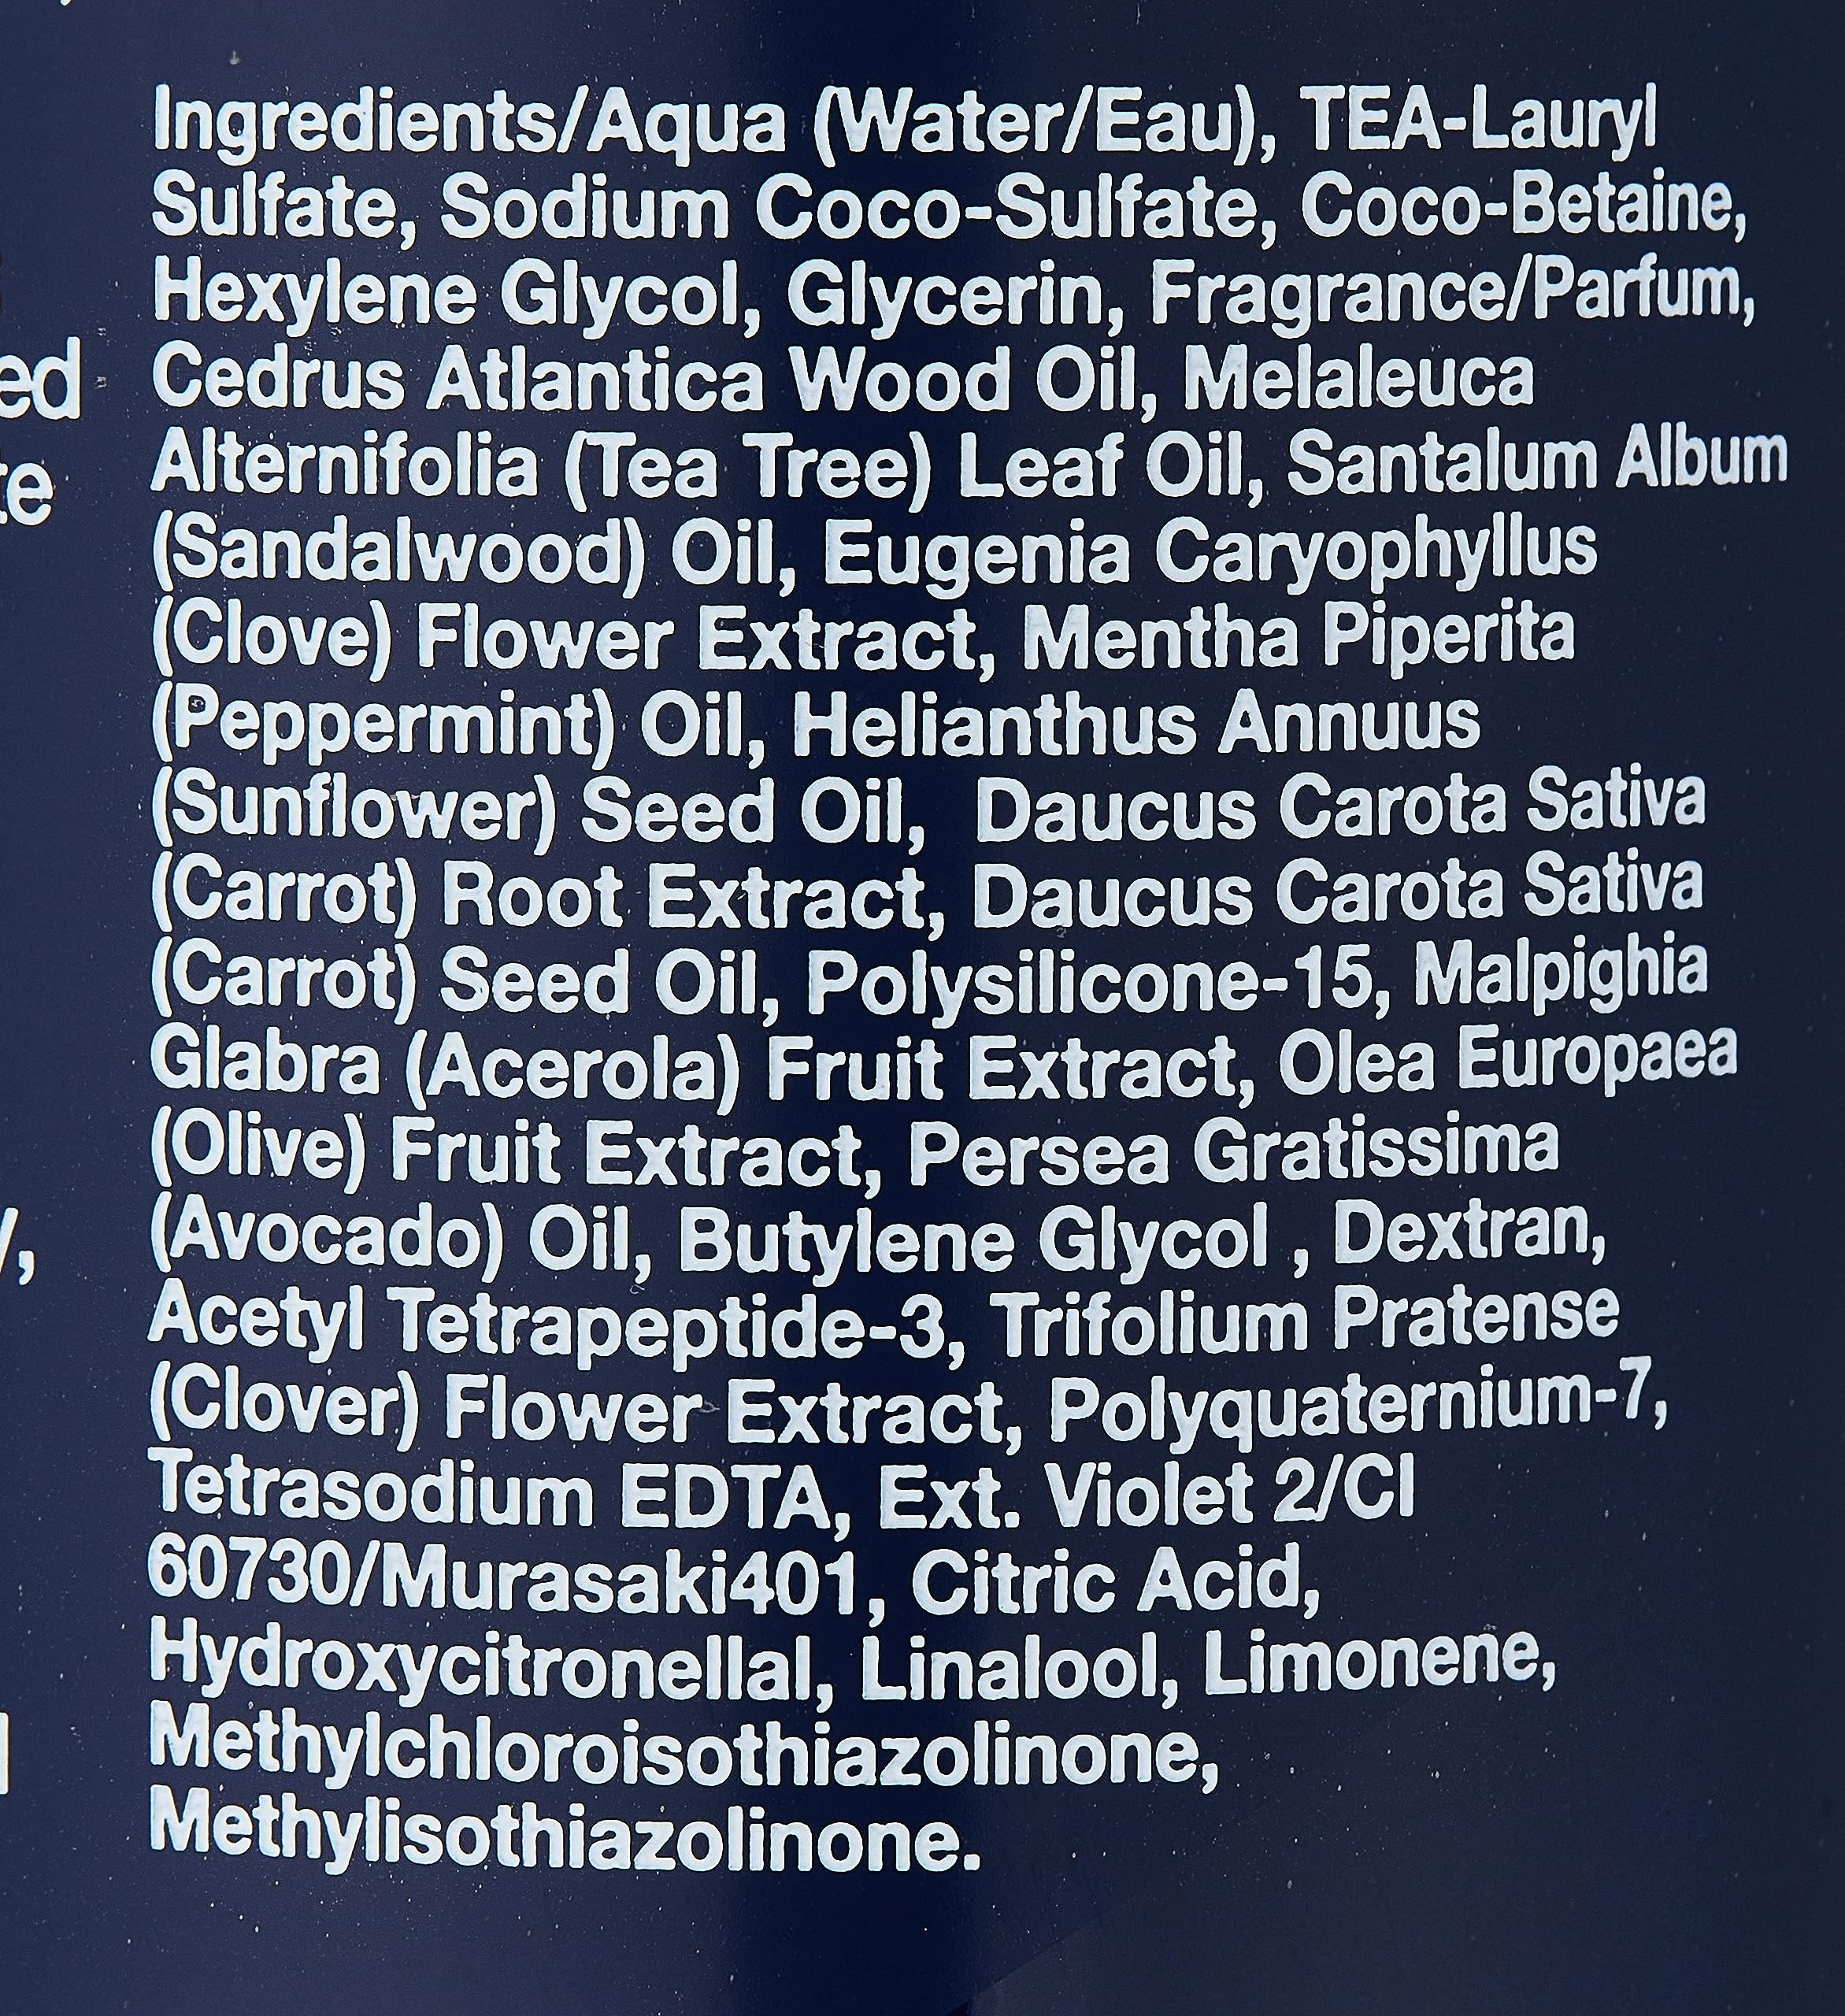 Ingredients/Aqua (Water/Eau), TEA-Lauryl
Sulfate, Sodium Coco-Sulfate, Coco-Betaine,
Hexylene Glycol, Glycerin, Fragrance/Parfum,
Cedrus Atlantica Wood Oil, Melaleuca
Alternifolia (Tea Tree) Leaf Oil, Santalum Album
(Sandalwood) Oil, Eugenia Caryophyllus
(Clove) Flower Extract, Mentha Piperita
(Peppermint) Oil, Helianthus Annuus
(Sunflower) Seed Oil, Daucus Carota Sativa
(Carrot) Root Extract, Daucus Carota Sativa
(Carrot) Seed Oil, Polysilicone-15, Malpighia
Glabra (Acerola) Fruit Extract, Olea Europaea
(Olive) Fruit Extract, Persea Gratissima
(Avocado) Oil, Butylene Glycol , Dextran,
Acetyl Tetrapeptide-3, Trifolium Pratense
(Clover) Flower Extract, Polyquaternium-7,
Tetrasodium EDTA, Ext. Violet 2/CI
60730/Murasaki401, Citric Acid,
Hydroxycitronellal, Linalool, Limonene,
Methylchloroisothiazolinone,
Methylisothiazolinone.